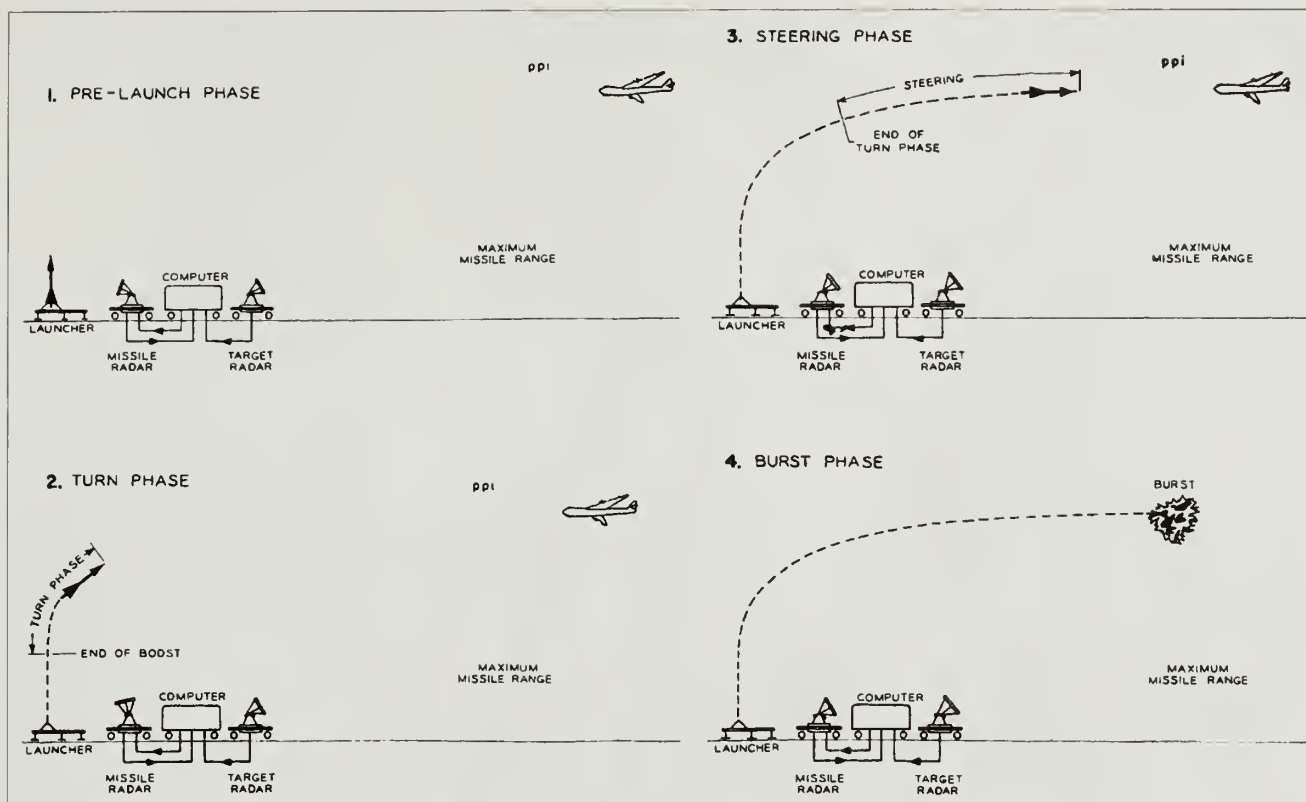 1. PRE-LAUNCH PHASE
ppi
MAXIMUM
MISSILE RANGE
COMPUTER
LAUNCHER
MISSILE
RADAR
TARGET
RADAR
2. TURN PHASE
ppi
TURN PHASE
END OF BOOST
MAXIMUM
MISSILE RANGE
COMPUTER
LAUNCHER
MISSILE
RADAR
TARGET
RADAR
3. STEERING PHASE
ppi
STEERING
END OF
TURN PHASE
MAXIMUM
MISSILE RANGE
COMPUTER
LAUNCHER
MISSILE
RADAR
TARGET
RADAR
4. BURST PHASE
BURST
MAXIMUM
MISSILE RANGE
COMPUTER
LAUNCHER
MISSILE
RADAR
TARGET
RADAR